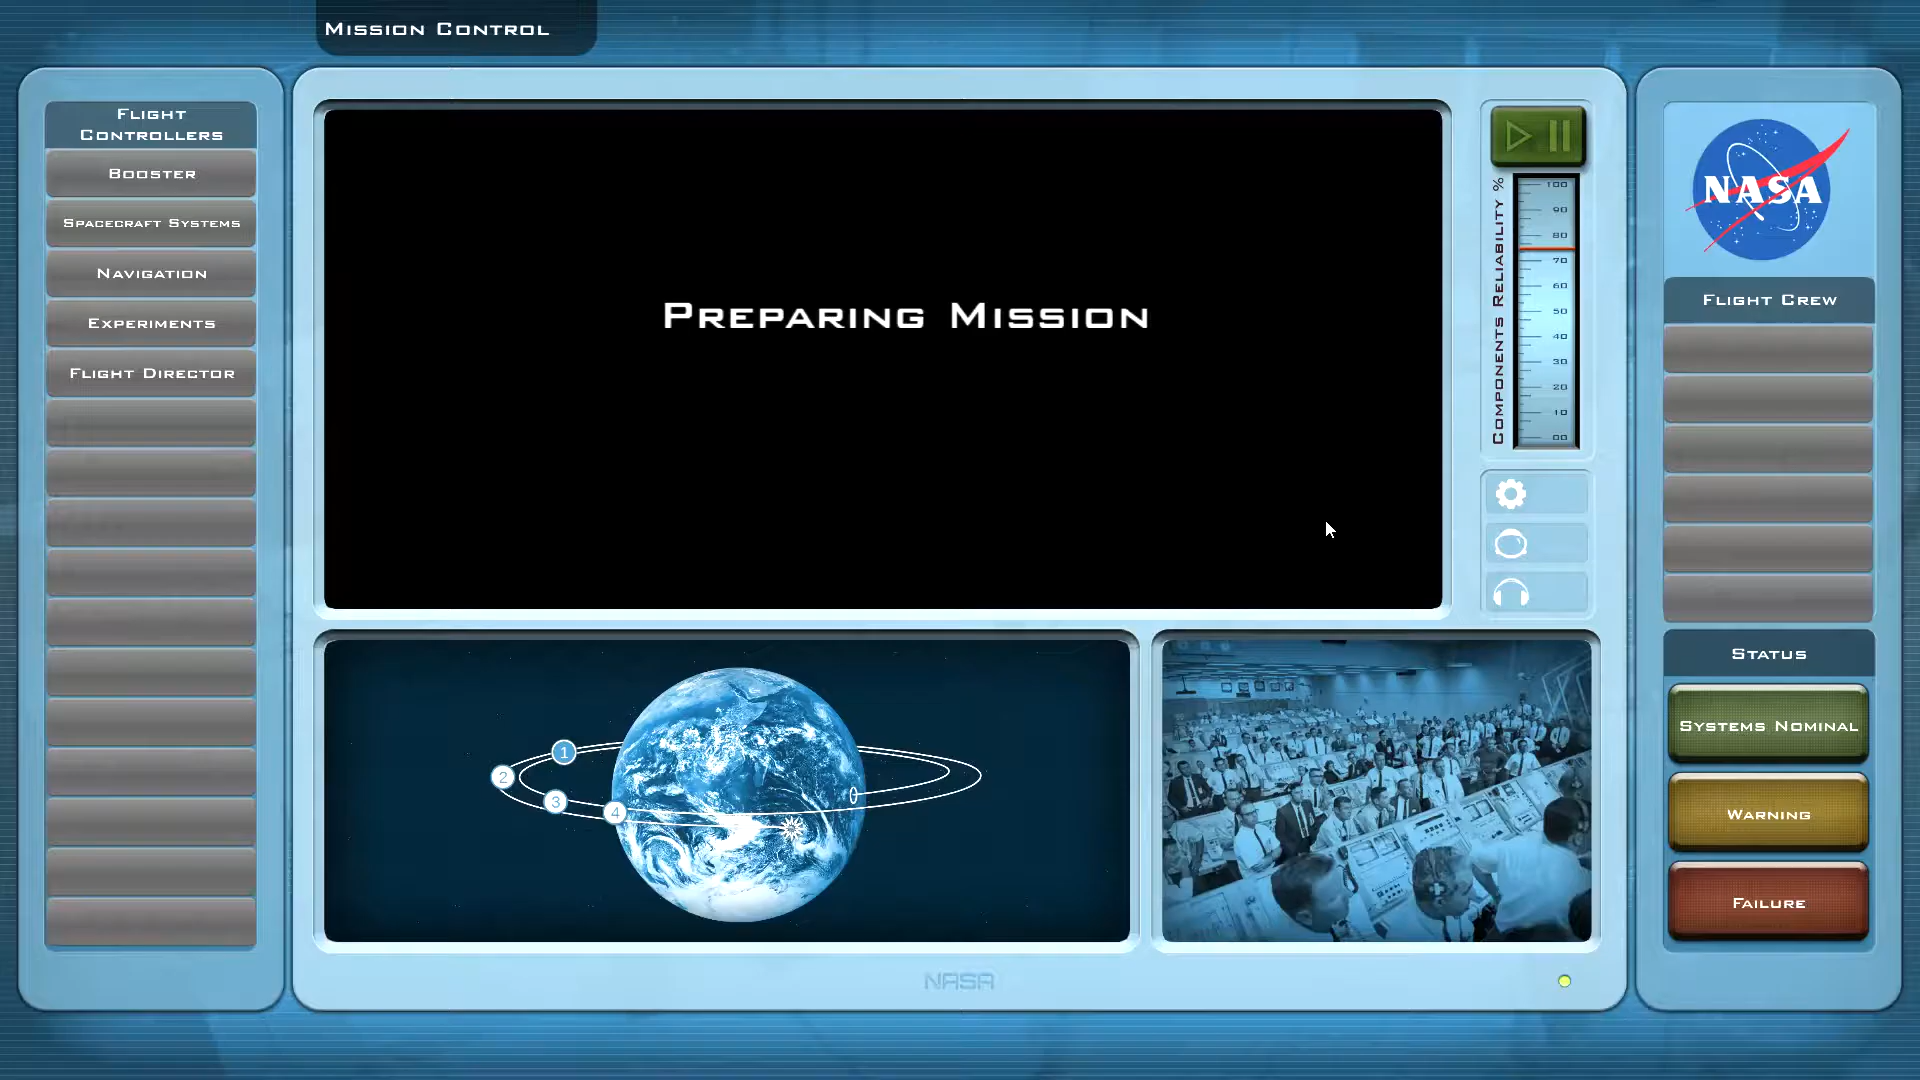 Mission Control
Flight
Controllers
Booster
Spacecraft Systems
Navigation
Experiments
Flight Director
Preparing Mission
1
2
3
4
Components Reliability %
100
90
80
70
60
50
40
30
20
10
00
NASA
Flight Crew
Status
Systems Nominal
Warning
Failure
NASA